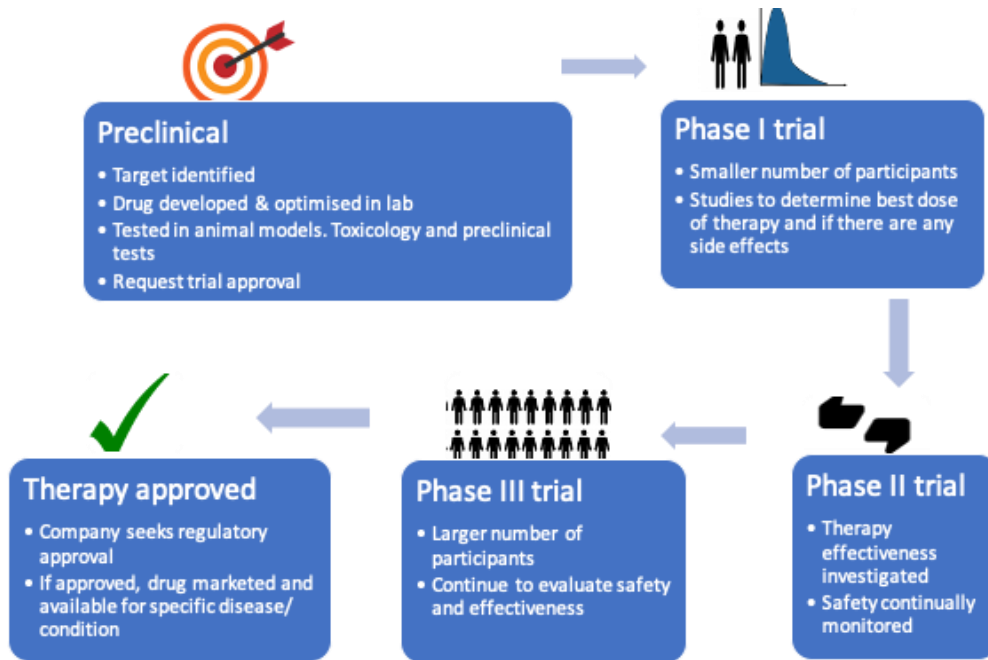 Preclinical
• Target identified
• Drug developed & optimised in lab
• Tested in animal models. Toxicology and preclinical
tests
• Request trial approval
Phase I trial
• Smaller number of participants
• Studies to determine best dose
of therapy and if there are any
side effects
Phase II trial
• Therapy
effectiveness
investigated
• Safety continually
monitored
Phase III trial
• Larger number of
participants
• Continue to evaluate safety
and effectiveness
Therapy approved
• Company seeks regulatory
approval
• If approved, drug marketed and
available for specific disease/
condition